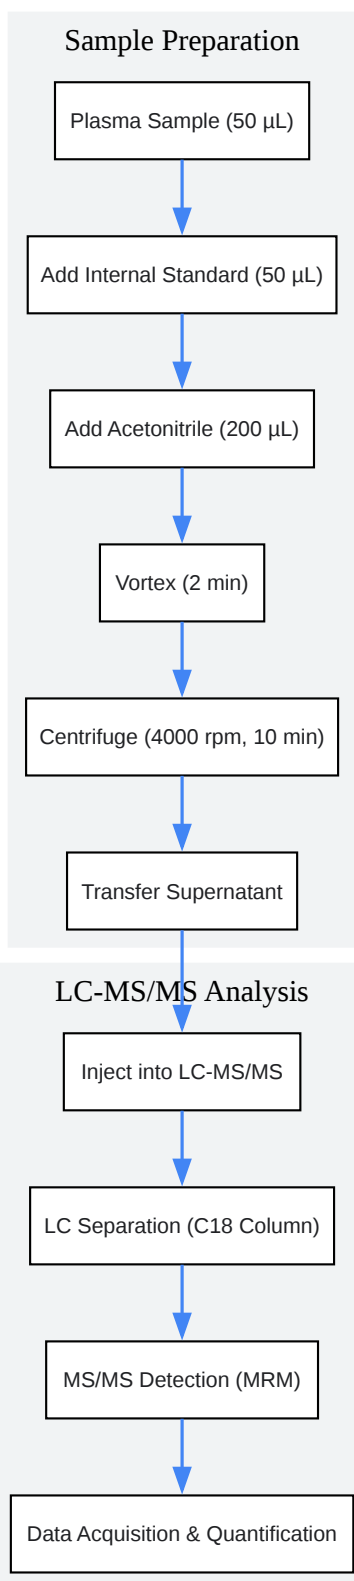 Sample Preparation
Plasma Sample (50 µL)
Add Internal Standard (50 µL)
Add Acetonitrile (200 µL)
Vortex (2 min)
Centrifuge (4000 rpm, 10 min)
Transfer Supernatant
LC-MS/MS Analysis
Inject into LC-MS/MS
LC Separation (C18 Column)
MS/MS Detection (MRM)
Data Acquisition & Quantification